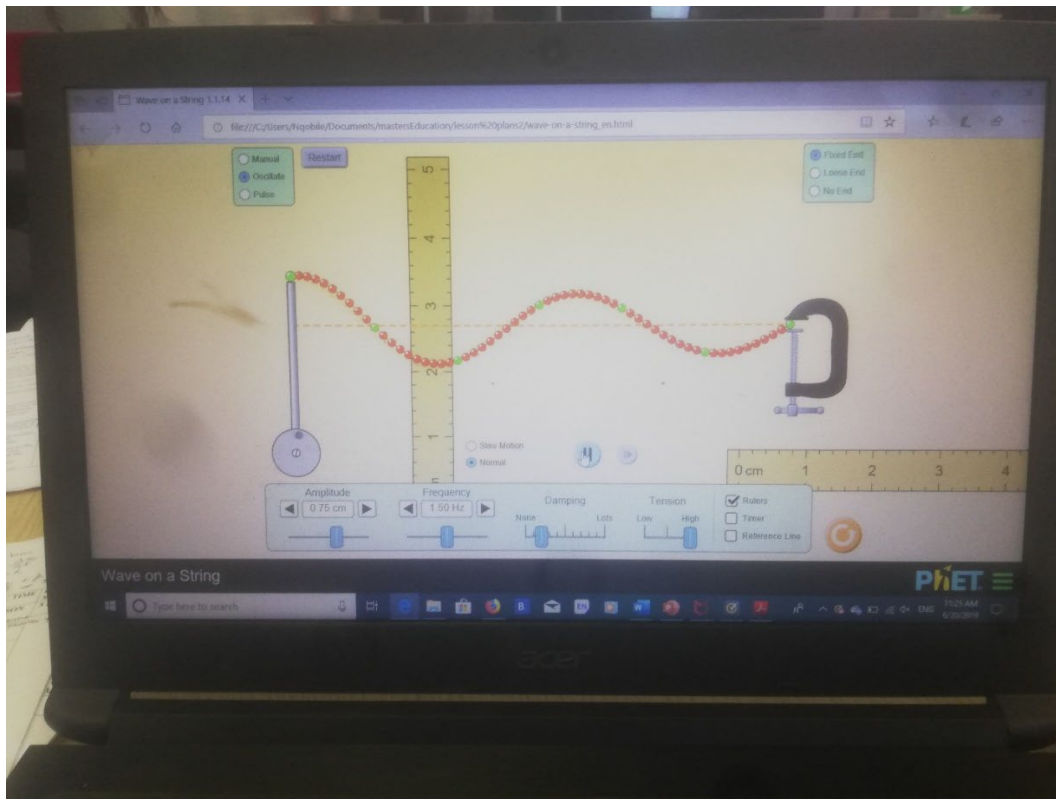 Wave on a String 1.1.14
file:///C:/Users/Nqobile/Documents/mastersEducation/lesson%20plans2/wave-on-a-string_en.html
Manual
Oscillate
Pulse
Restart
Fixed End
Loose End
No End
5
4
3
2
1
Slow Motion
Normal
0 cm 1 2 3 4
Amplitude
0.75 cm
Frequency
1.50 Hz
Damping
None Lots
Tension
Low High
Rulers
Timer
Reference Line
Wave on a String
PhET
Type here to search
ENG
11:25 AM
acer